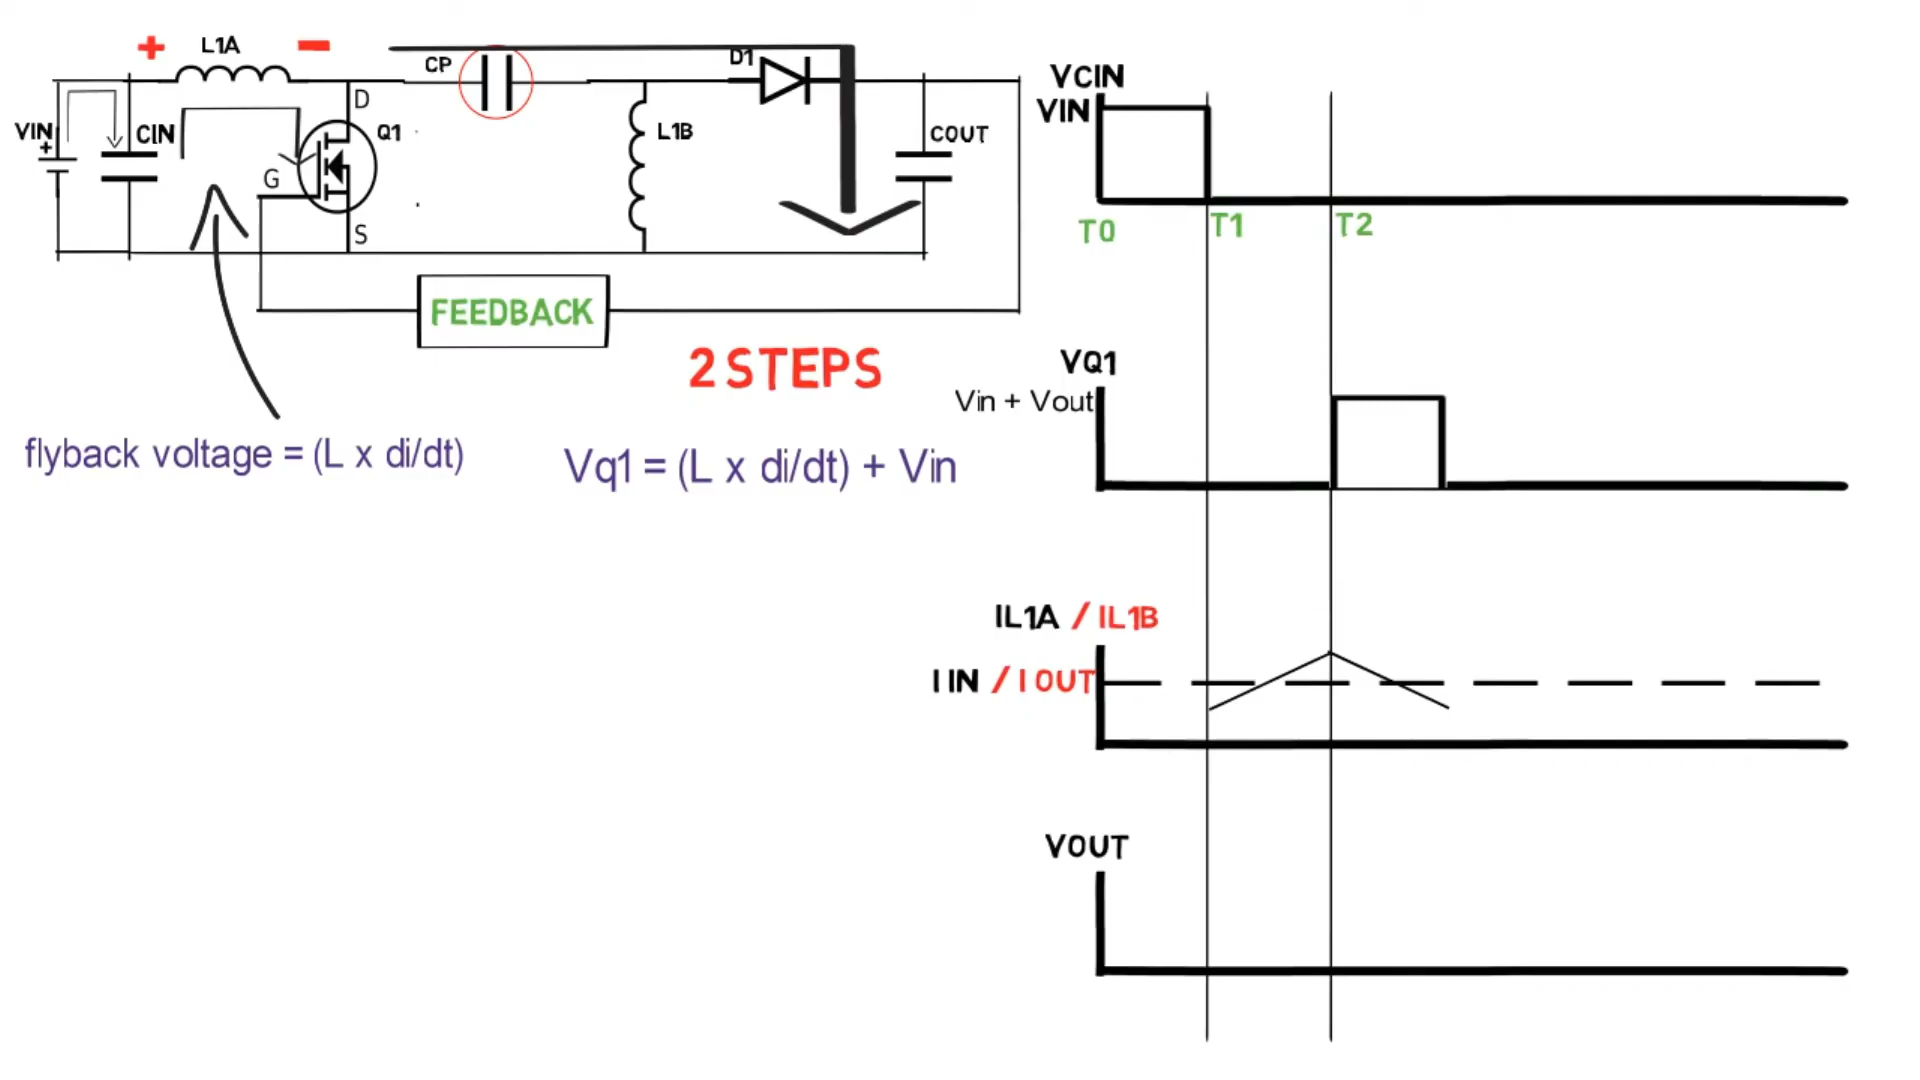 + L1A -
CP
D1
VIN
+
CIN
D
Q1
G
S
L1B
COUT
FEEDBACK
2 STEPS
flyback voltage = (L x di/dt)
Vq1 = (L x di/dt) + Vin
VCIN
VIN
T0
T1
T2
VQ1
Vin + Vout
IL1A / IL1B
I IN / I OUT
VOUT